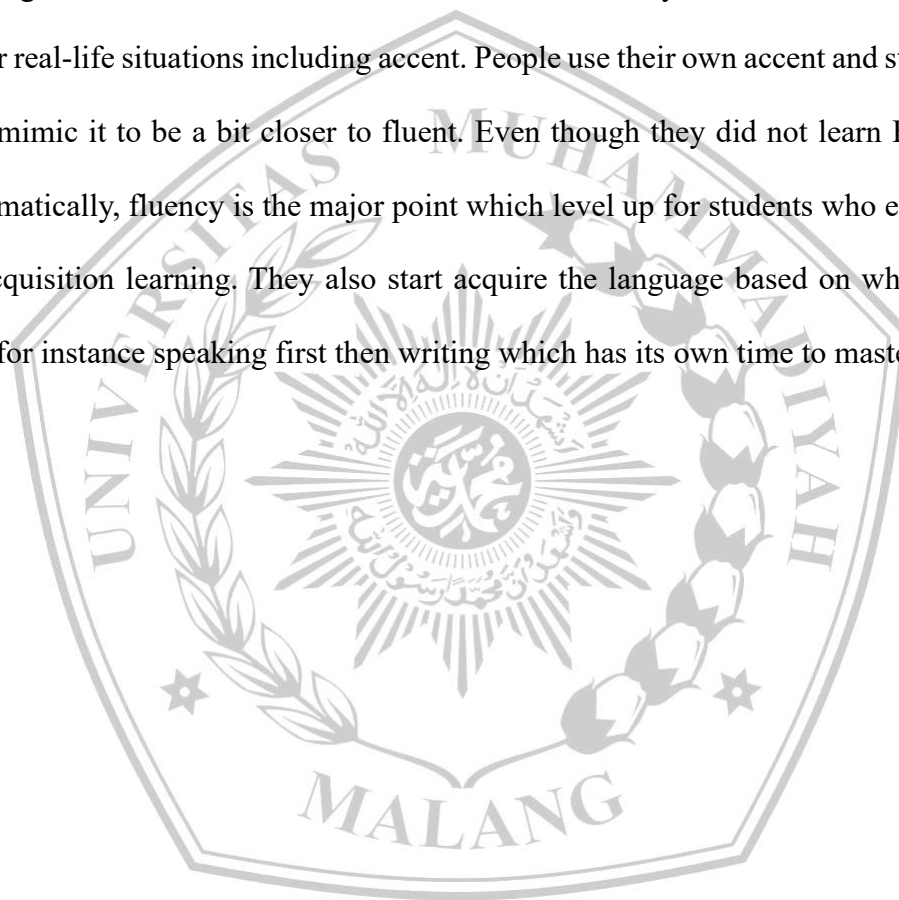 r real-life situations including accent. People use their own accent and s
mimic it to be a bit closer to fluent. Even though they did not learn
matically, fluency is the major point which level up for students who e
cquisition learning. They also start acquire the language based on wh
for instance speaking first then writing which has its own time to maste
UNIVERSITAS MUHAMMADIYAH
MALANG